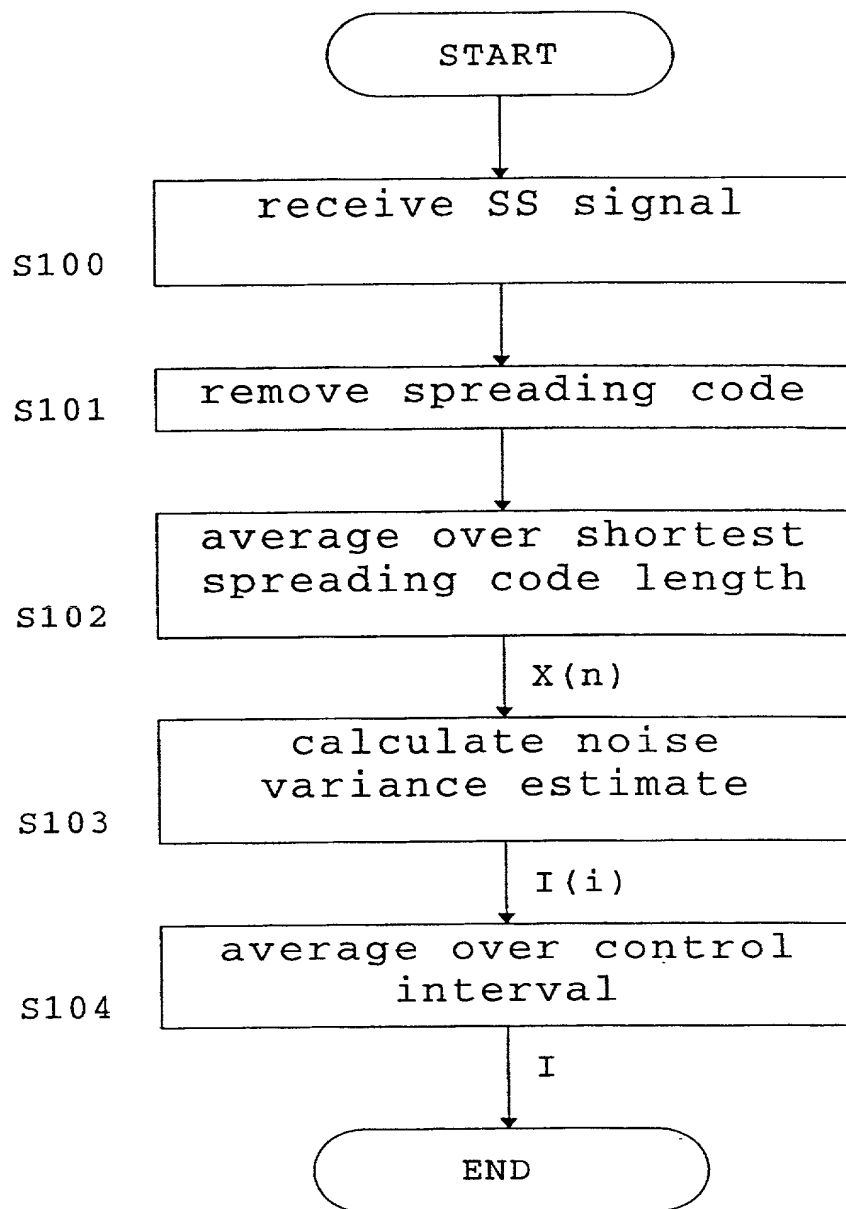 START
receive SS signal
S100
remove spreading code
S101
average over shortest
spreading code length
S102
X(n)
calculate noise
variance estimate
S103
I(i)
average over control
interval
S104
I
END